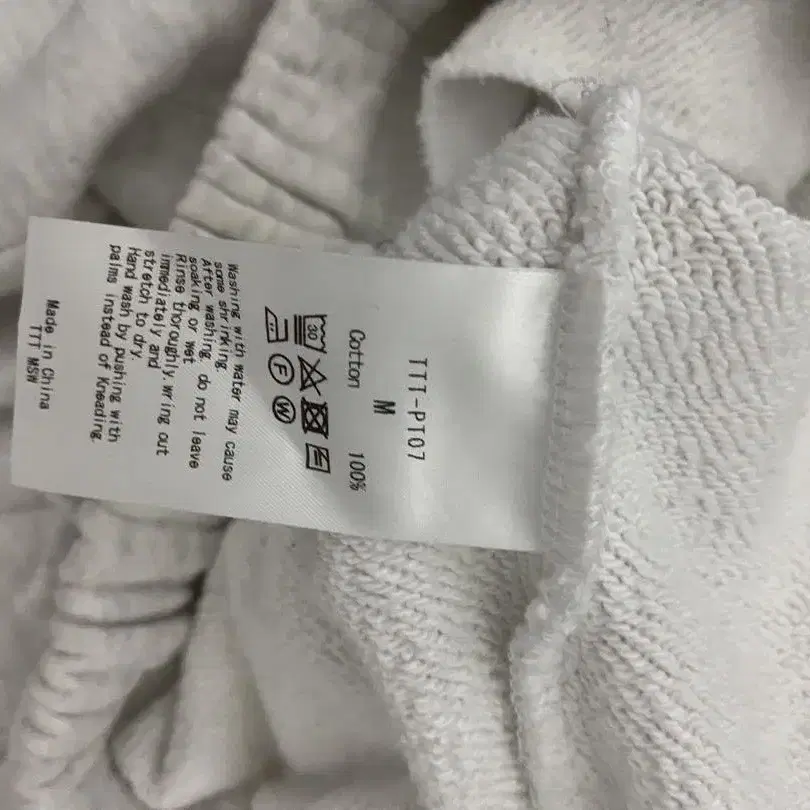 TTT-PT07
M
Cotton 100%
30
F W
Washing with water may cause
some shrinking.
After washing, do not leave
soaking or wet
Rinse thoroughly. wring out
immediately and
stretch to dry.
Hand wash by pushing with
palms instead of kneading.
Made in China
TTT MSW